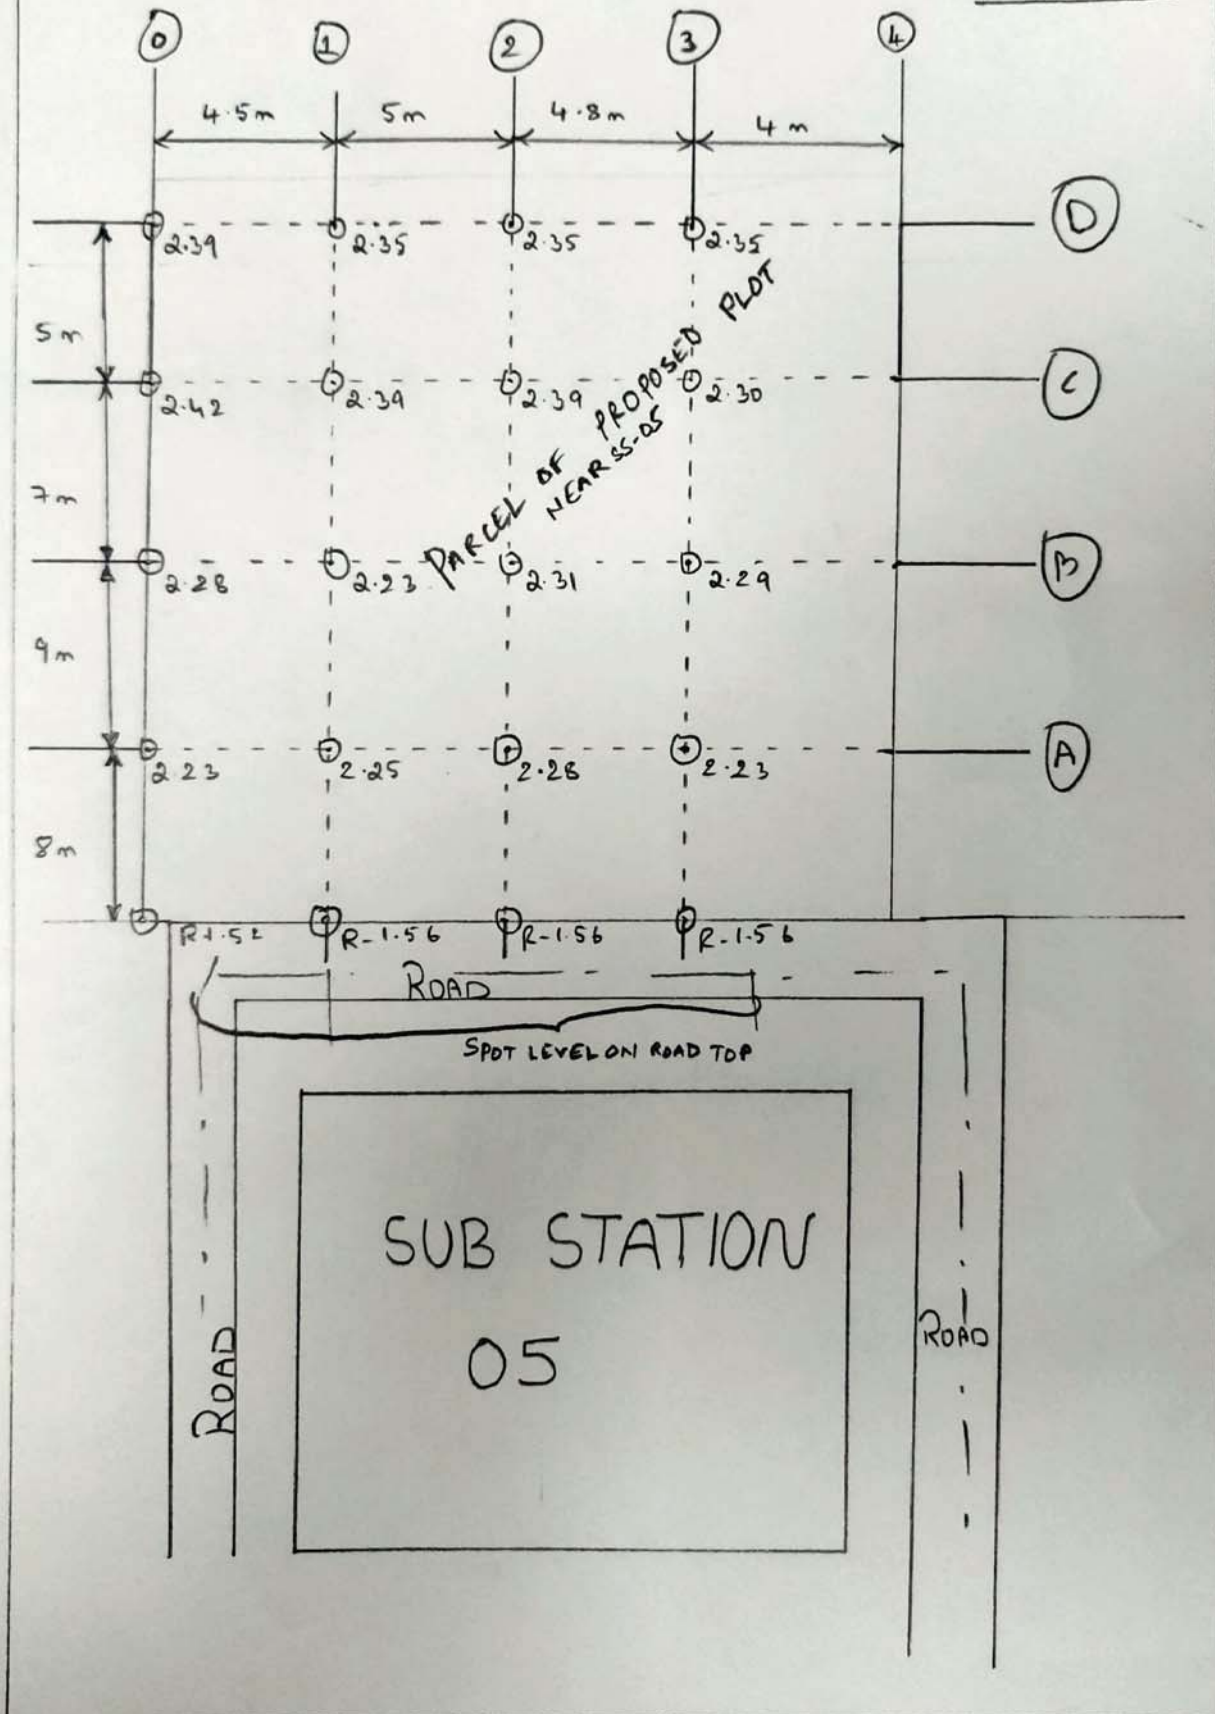 0 1 2 3 4
4.5m 5m 4.8m 4m
D
2.39 2.35 2.35 2.35
5m
C
2.42 2.39 2.39 2.30
PARCEL OF PROPOSED PLOT
NEAR SS-05
7m
B
2.28 2.23 2.31 2.29
9m
A
2.23 2.25 2.28 2.23
8m
R-1.56 R-1.56 R-1.56
ROAD
SPOT LEVEL ON ROAD TOP
SUB STATION
05
ROAD
ROAD